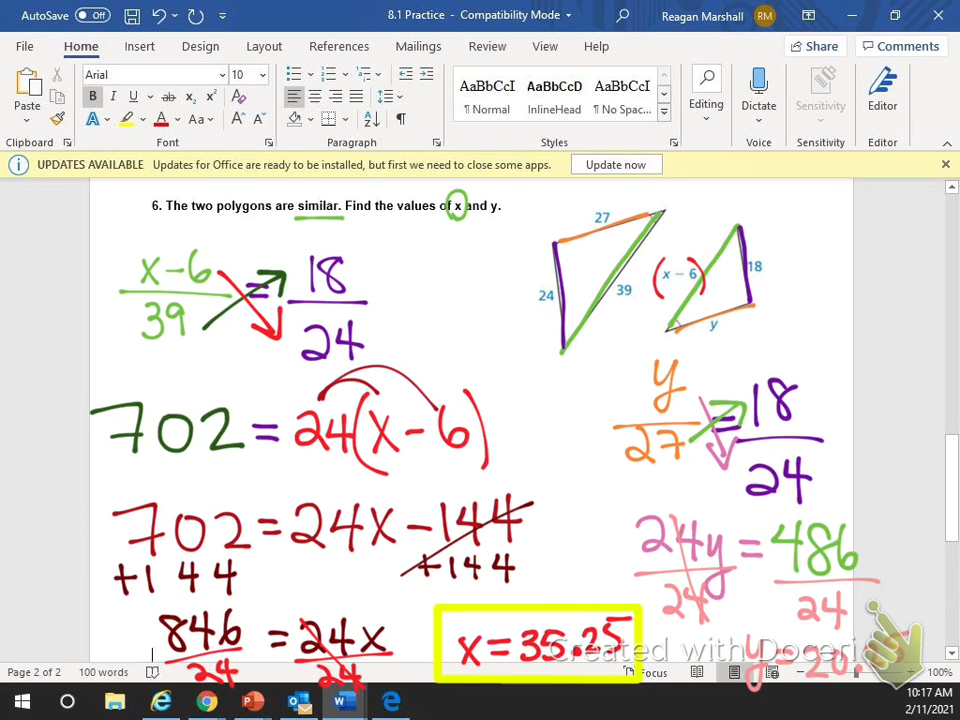 AutoSave Off 8.1 Practice - Compatibility Mode Reagan Marshall RM
File Home Insert Design Layout References Mailings Review View Help Share Comments
Paste Arial 10 AaBbCcI AaBbCcD AaBbCcI Editing Dictate Sensitivity Editor
B I U ab x₂ x² ¶ Normal InlineHead ¶ No Spac...
A A Aa A A
Clipboard Font Paragraph Styles Voice Sensitivity Editor
UPDATES AVAILABLE Updates for Office are ready to be installed, but first we need to close some apps. Update now
6. The two polygons are similar. Find the values of x and y.
27
24
39
(x − 6)
18
y
x-6 = 18
39 24
702 = 24(x-6)
702 = 24x - 144
+144 +144
846 = 24x
24 24
x = 35.25
y = 18
27 24
24y = 486
24 24
Created with Doceri
Page 2 of 2 100 words Focus 100%
10:17 AM
2/11/2021